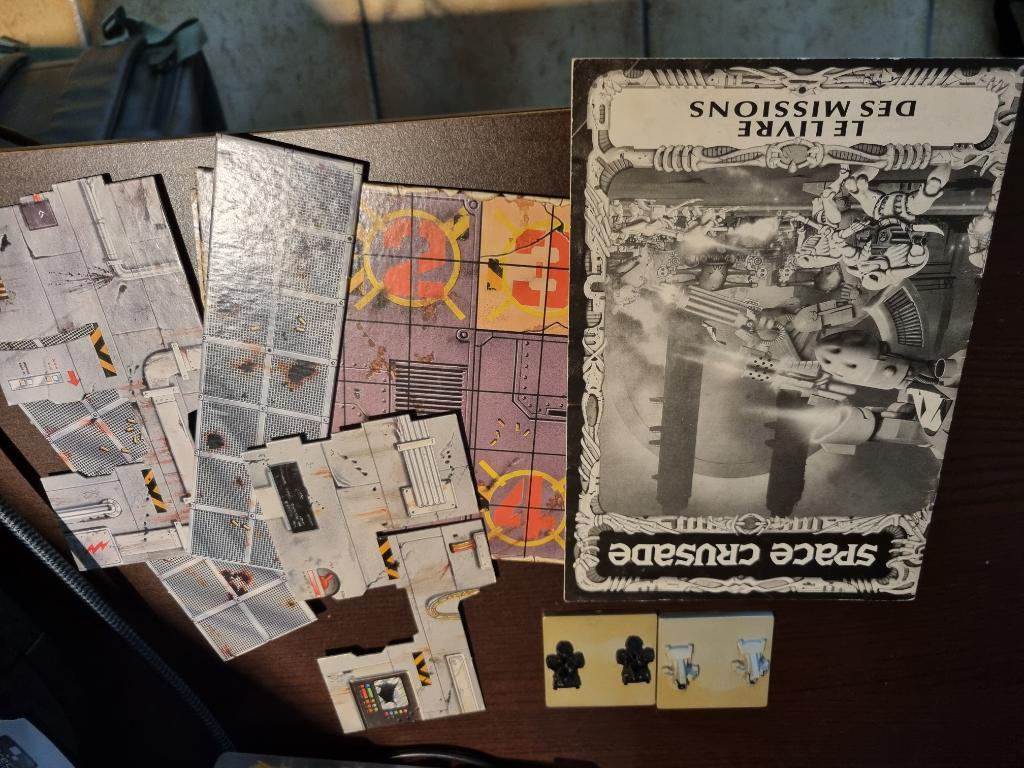 LE LIVRE
DES MISSIONS
SPACE CRUSADE
2
3
4